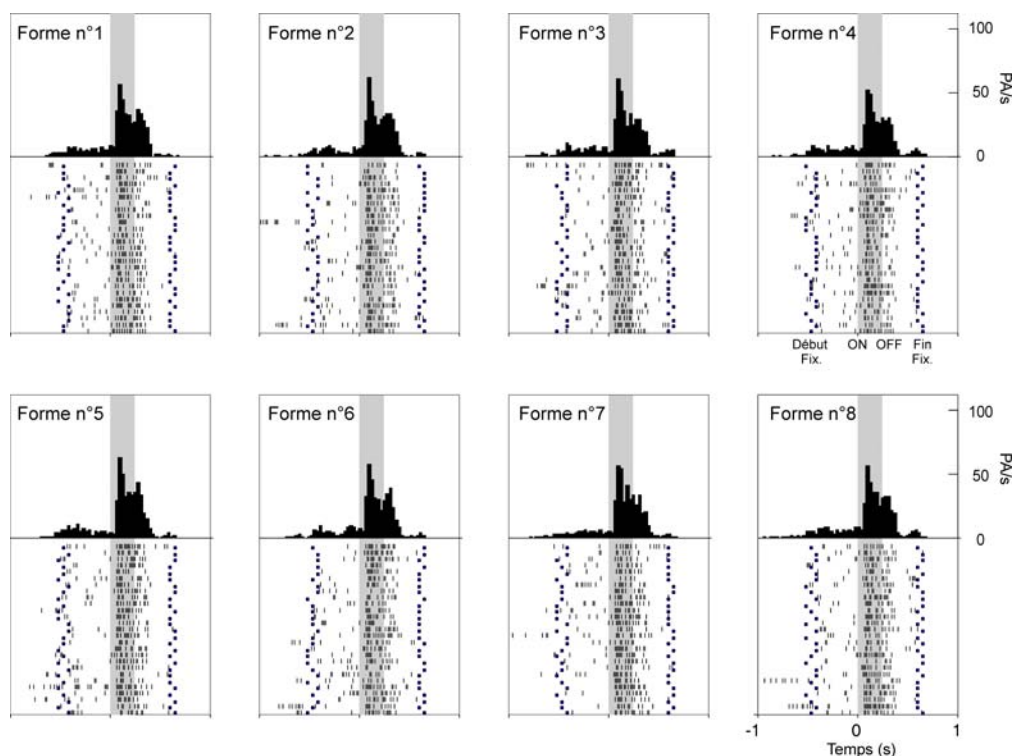 Forme n°1
Forme n°2
Forme n°3
Forme n°4
100
50
0
PA/s
Début Fix.
ON
OFF
Fin Fix.
Forme n°5
Forme n°6
Forme n°7
Forme n°8
100
50
0
PA/s
-1
0
1
Temps (s)